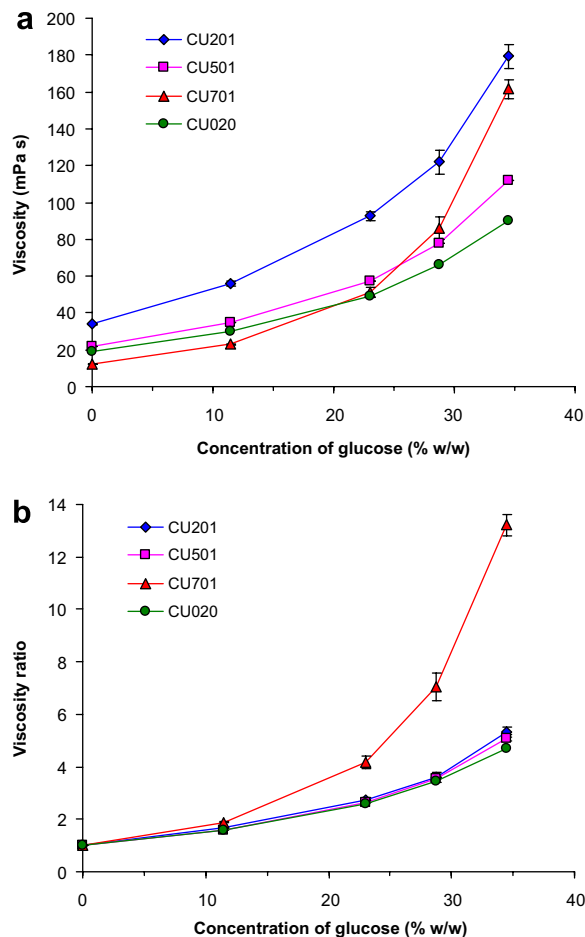 a
CU201
CU501
CU701
CU020
Viscosity (mPa s)
200
180
160
140
120
100
80
60
40
20
0
0 10 20 30 40
Concentration of glucose (% w/w)
b
CU201
CU501
CU701
CU020
Viscosity ratio
14
12
10
8
6
4
2
0
0 10 20 30 40
Concentration of glucose (% w/w)